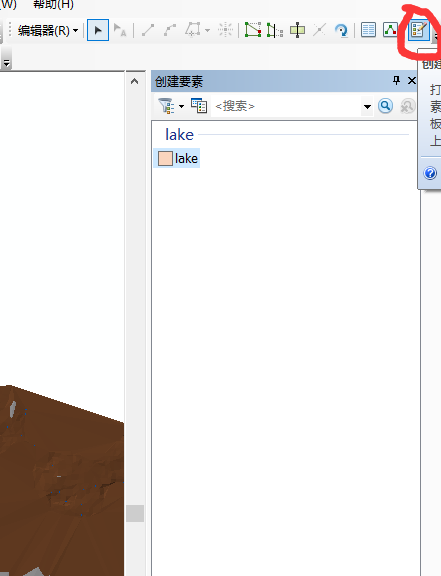 (W) 帮助(H)
编辑器(R)
创建要素
<搜索>
lake
lake
创建
打
素
板
上